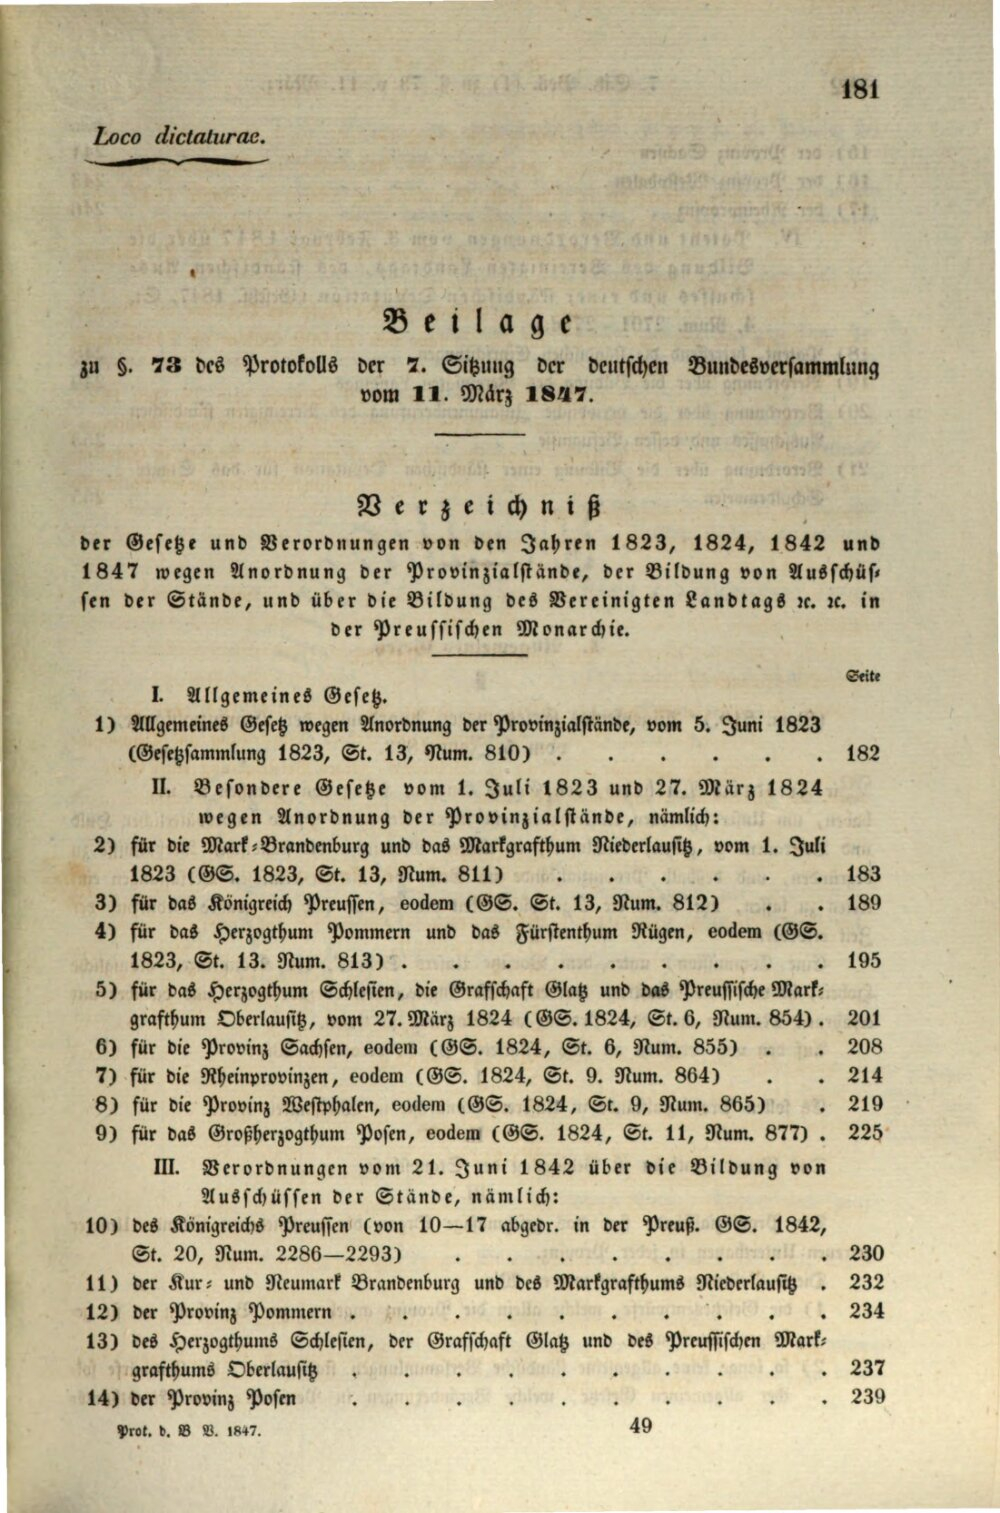 181
Loco dictaturae.
Beilage
zu §. 73 des Protokolls der 7. Sitzung der deutschen Bundesversammlung
vom 11. März 1847.
Verzeichniß
der Gesetze und Verordnungen von den Jahren 1823, 1824, 1842 und
1847 wegen Anordnung der Provinzialstände, der Bildung von Ausschüs-
sen der Stände, und über die Bildung des Vereinigten Landtags ꝛc. ꝛc. in
der Preussischen Monarchie.
Seite
I. Allgemeines Gesetz.
1) Allgemeines Gesetz wegen Anordnung der Provinzialstände, vom 5. Juni 1823
(Gesetzsammlung 1823, St. 13, Num. 810) . . . . . . 182
II. Besondere Gesetze vom 1. Juli 1823 und 27. März 1824
wegen Anordnung der Provinzialstände, nämlich:
2) für die Mark-Brandenburg und das Markgrafthum Niederlausitz, vom 1. Juli
1823 (GS. 1823, St. 13, Num. 811) . . . . . . 183
3) für das Königreich Preussen, eodem (GS. St. 13, Num. 812) . . 189
4) für das Herzogthum Pommern und das Fürstenthum Rügen, eodem (GS.
1823, St. 13. Num. 813) . . . . . . . . . 195
5) für das Herzogthum Schlesien, die Grafschaft Glatz und das Preussische Mark-
grafthum Oberlausitz, vom 27. März 1824 (GS. 1824, St. 6, Num. 854) . 201
6) für die Provinz Sachsen, eodem (GS. 1824, St. 6, Num. 855) . . 208
7) für die Rheinprovinzen, eodem (GS. 1824, St. 9. Num. 864) . . 214
8) für die Provinz Westphalen, eodem (GS. 1824, St. 9, Num. 865) . 219
9) für das Großherzogthum Posen, eodem (GS. 1824, St. 11, Num. 877) . 225
III. Verordnungen vom 21. Juni 1842 über die Bildung von
Ausschüssen der Stände, nämlich:
10) des Königreichs Preussen (von 10—17 abgedr. in der Preuß. GS. 1842,
St. 20, Num. 2286—2293) . . . . . . . . 230
11) der Kur- und Neumark Brandenburg und des Markgrafthums Niederlausitz . 232
12) der Provinz Pommern . . . . . . . . . . 234
13) des Herzogthums Schlesien, der Grafschaft Glatz und des Preussischen Mark-
grafthums Oberlausitz . . . . . . . . . . 237
14) der Provinz Posen . . . . . . . . . . 239
Prot. d. B V. 1847.
49